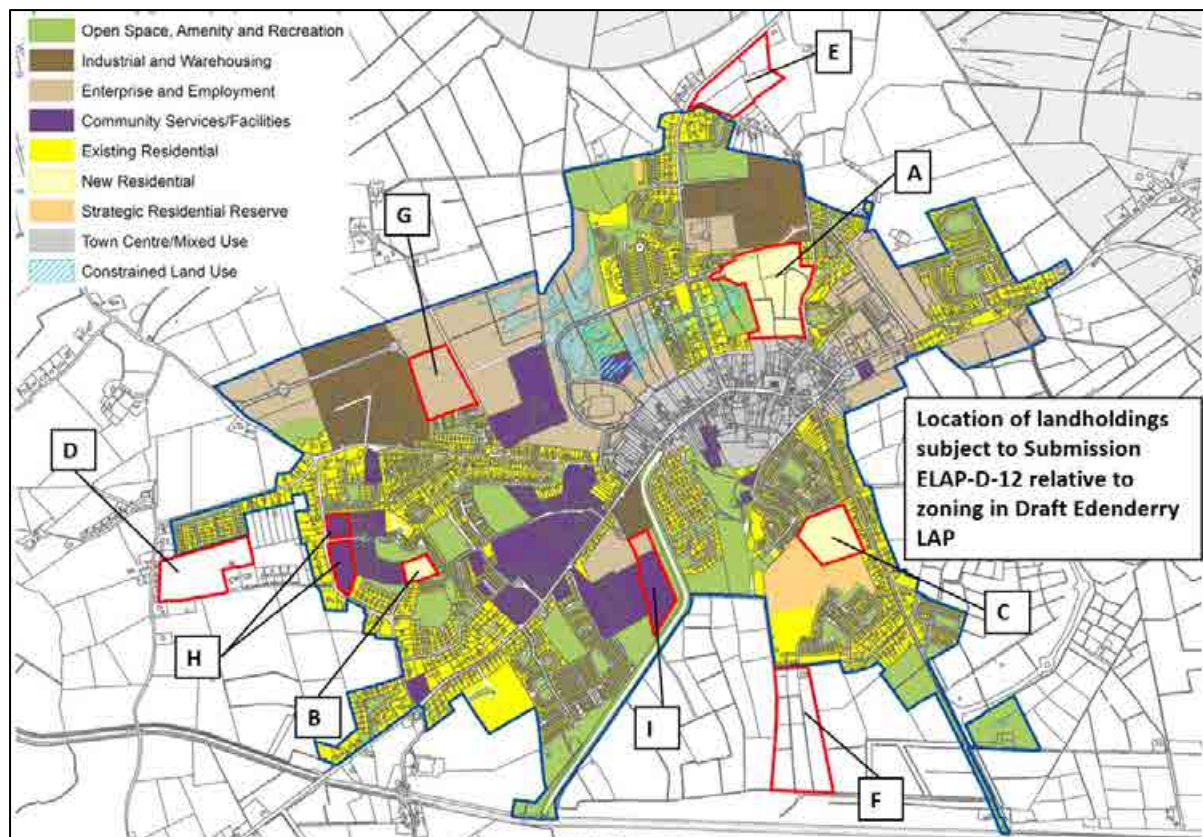 Open Space, Amenity and Recreation
Industrial and Warehousing
Enterprise and Employment
Community Services/Facilities
Existing Residential
New Residential
Strategic Residential Reserve
Town Centre/Mixed Use
Constrained Land Use
E
A
G
Location of landholdings
subject to Submission
ELAP-D-12 relative to
zoning in Draft Edenderry
LAP
D
C
H
B
I
F